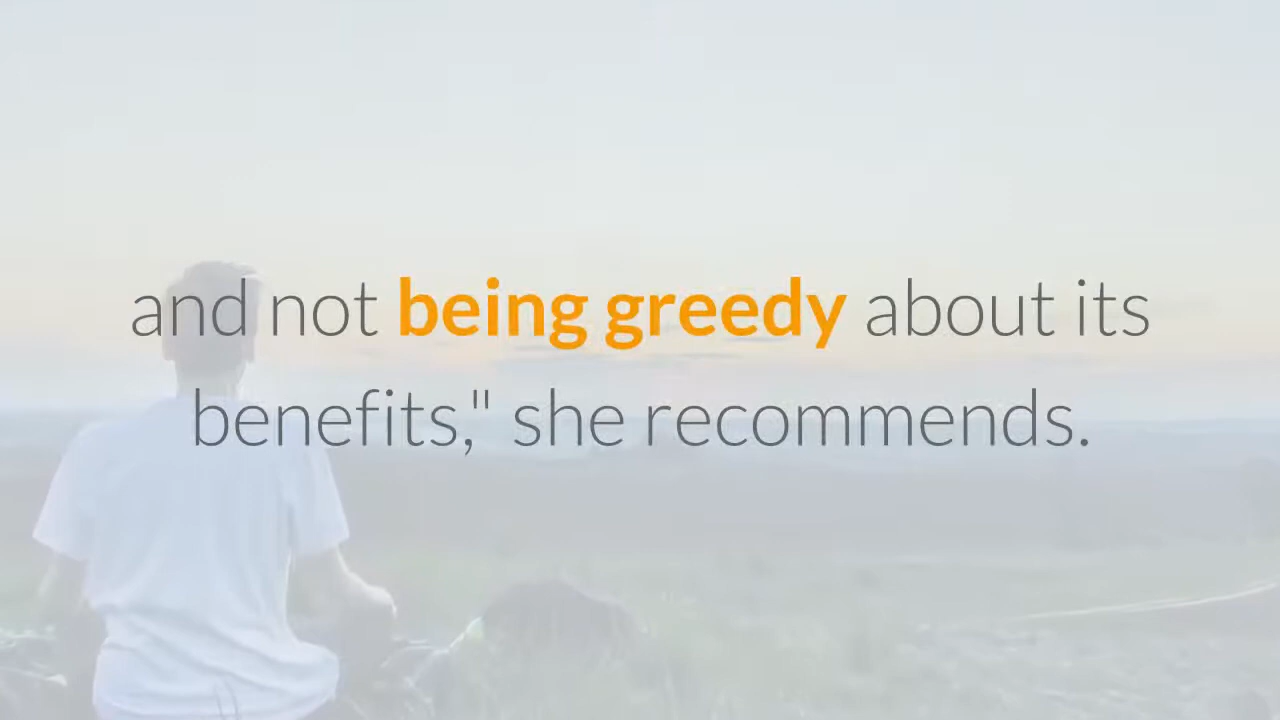 and not being greedy about its
benefits," she recommends.